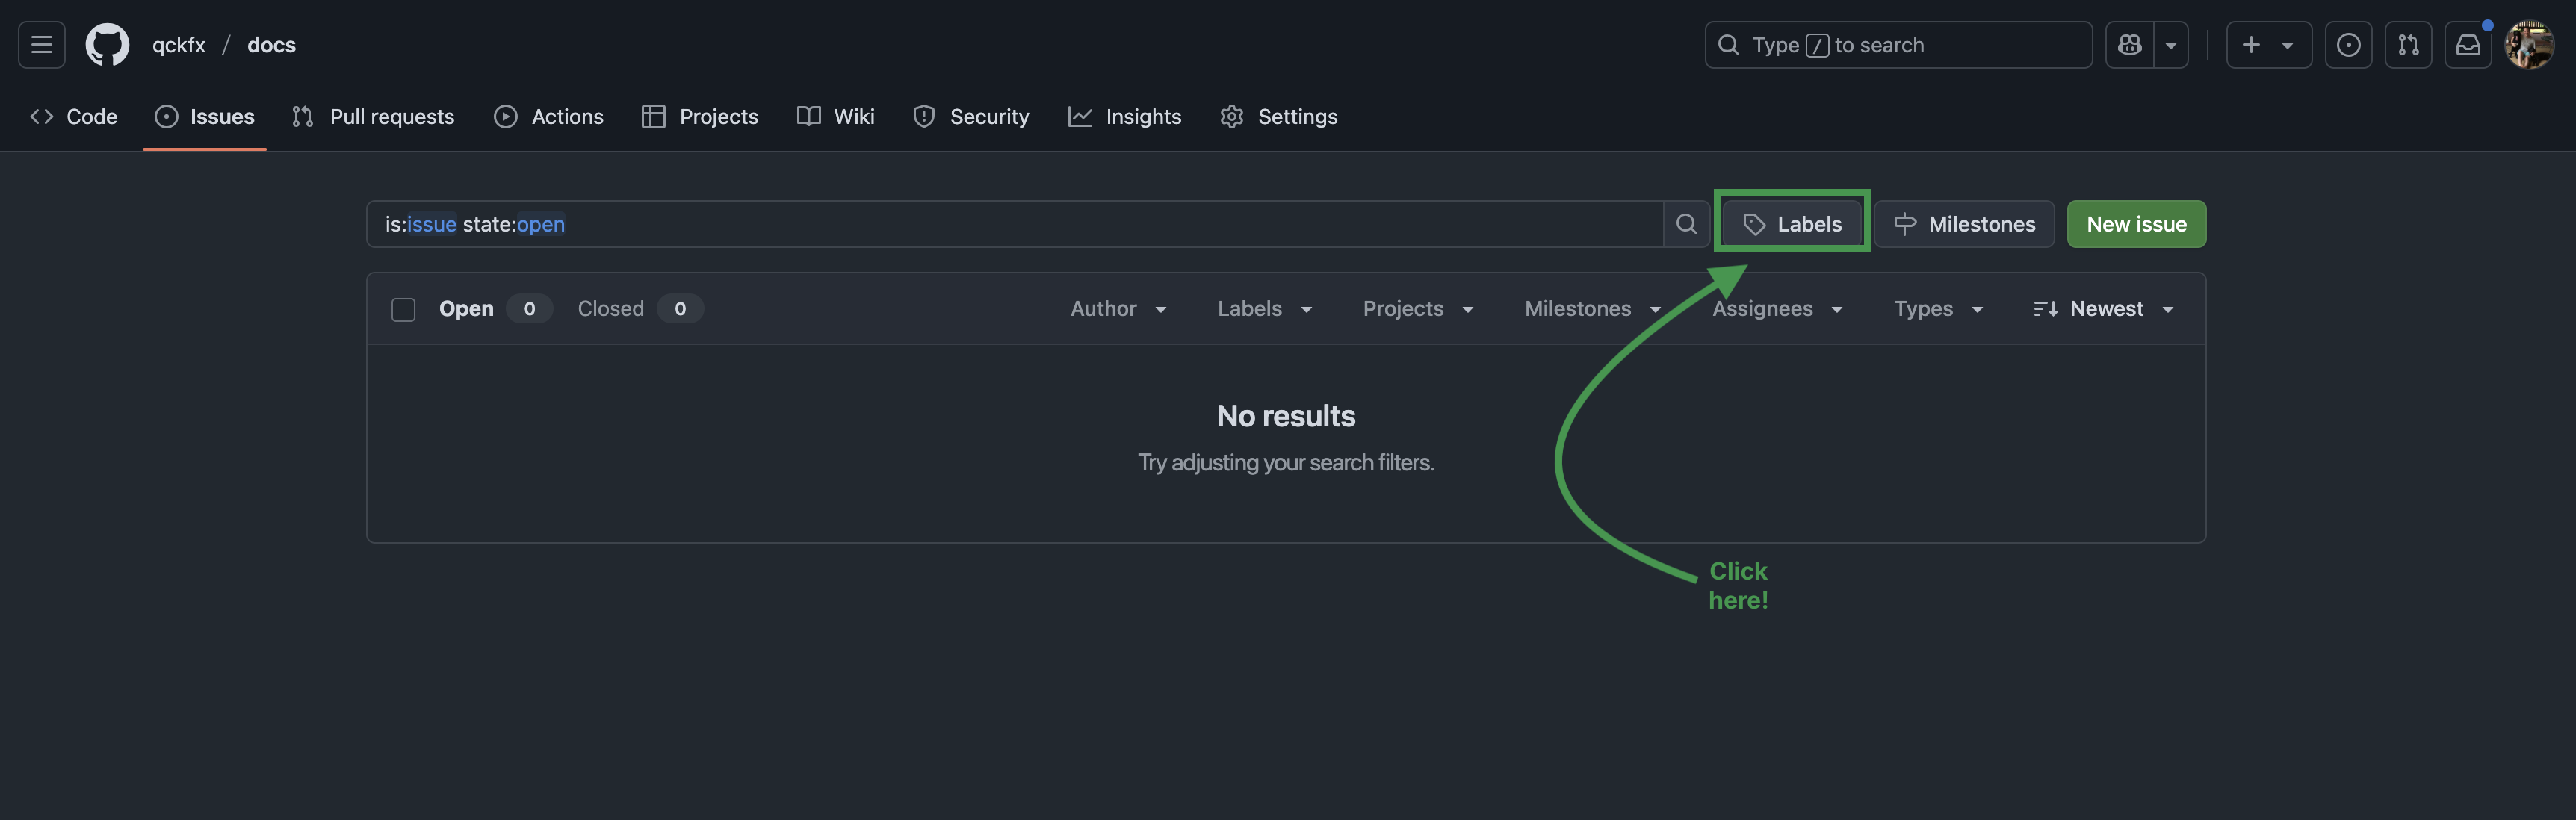 qckfx / docs
Type / to search
Code Issues Pull requests Actions Projects Wiki Security Insights Settings
is:issue state:open
Labels Milestones New issue
Open 0 Closed 0 Author Labels Projects Milestones Assignees Types Newest
No results
Try adjusting your search filters.
Click
here!